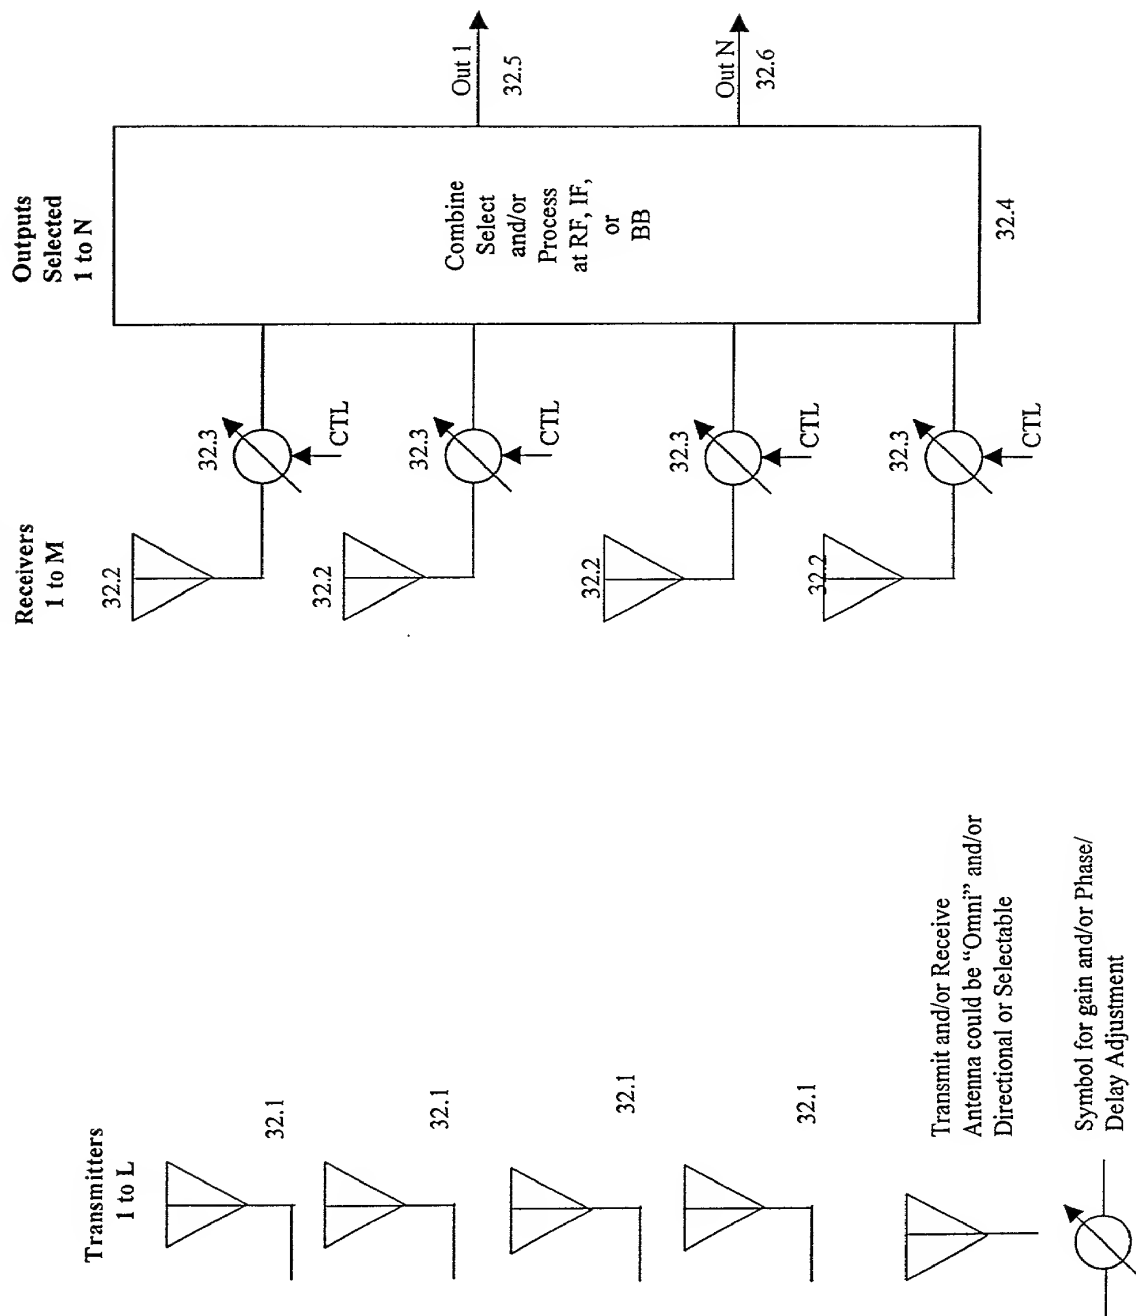 Transmitters
1 to L
32.1
32.1
32.1
32.1
Receivers
1 to M
32.2
32.2
32.2
32.2
32.3
32.3
32.3
32.3
CTL
CTL
CTL
CTL
Outputs
Selected
1 to N
Combine
Select
and/or
Process
at RF, IF,
or
BB
32.4
Out 1
32.5
Out N
32.6
Transmit and/or Receive
Antenna could be “Omni” and/or
Directional or Selectable
Symbol for gain and/or Phase/
Delay Adjustment